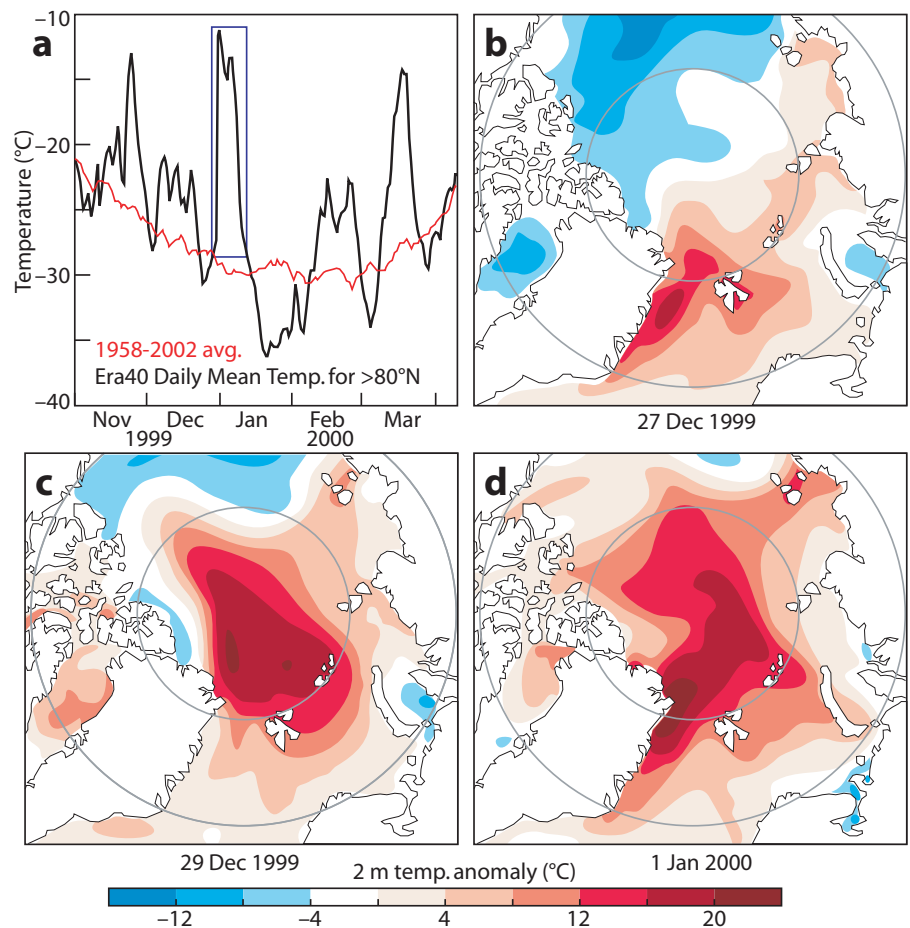 a
−10
−20
−30
−40
Temperature (°C)
1958-2002 avg.
Era40 Daily Mean Temp. for >80°N
Nov Dec Jan Feb Mar
1999 2000
b
27 Dec 1999
c
29 Dec 1999
d
1 Jan 2000
2 m temp. anomaly (°C)
−12 −4 4 12 20